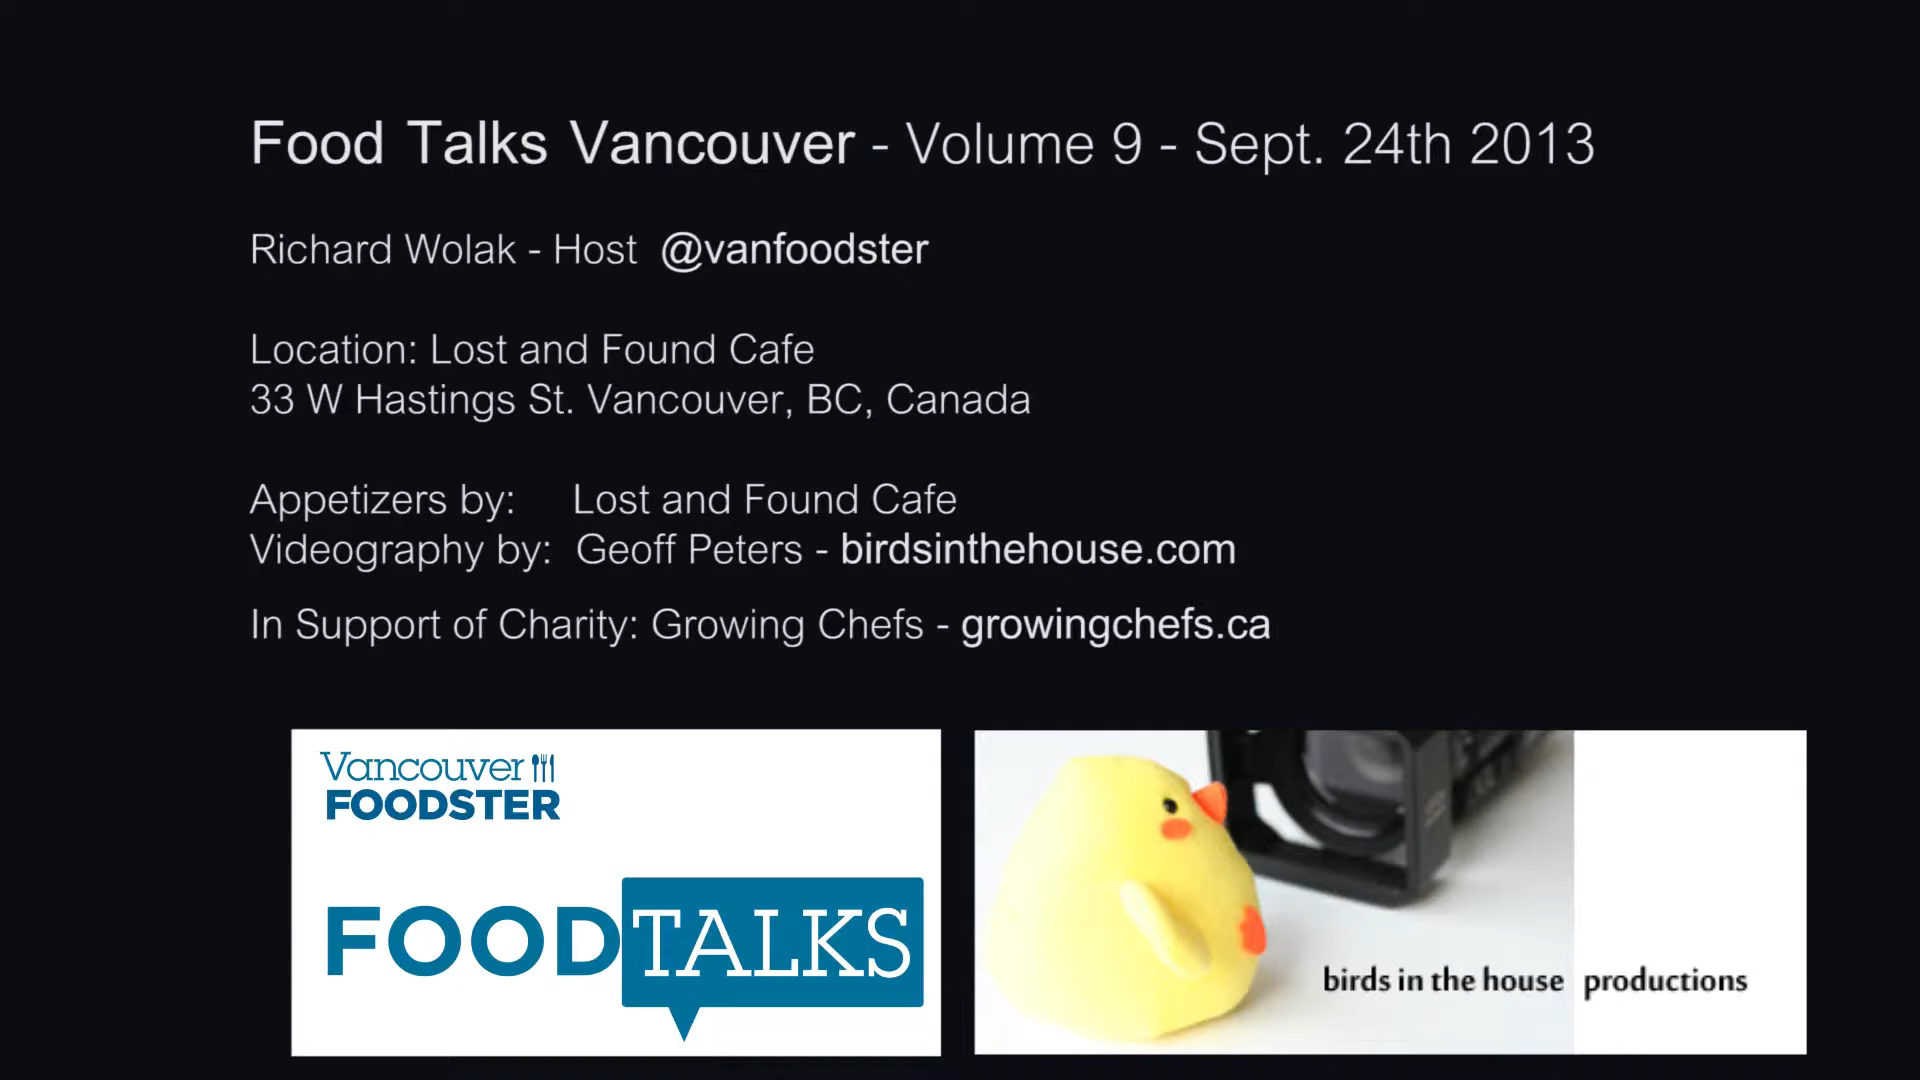 Food Talks Vancouver - Volume 9 - Sept. 24th 2013
Richard Wolak - Host @vanfoodster
Location: Lost and Found Cafe
33 W Hastings St. Vancouver, BC, Canada
Appetizers by: Lost and Found Cafe
Videography by: Geoff Peters - birdsinthehouse.com
In Support of Charity: Growing Chefs - growingchefs.ca
Vancouver
FOODSTER
FOODTALKS
birds in the house productions